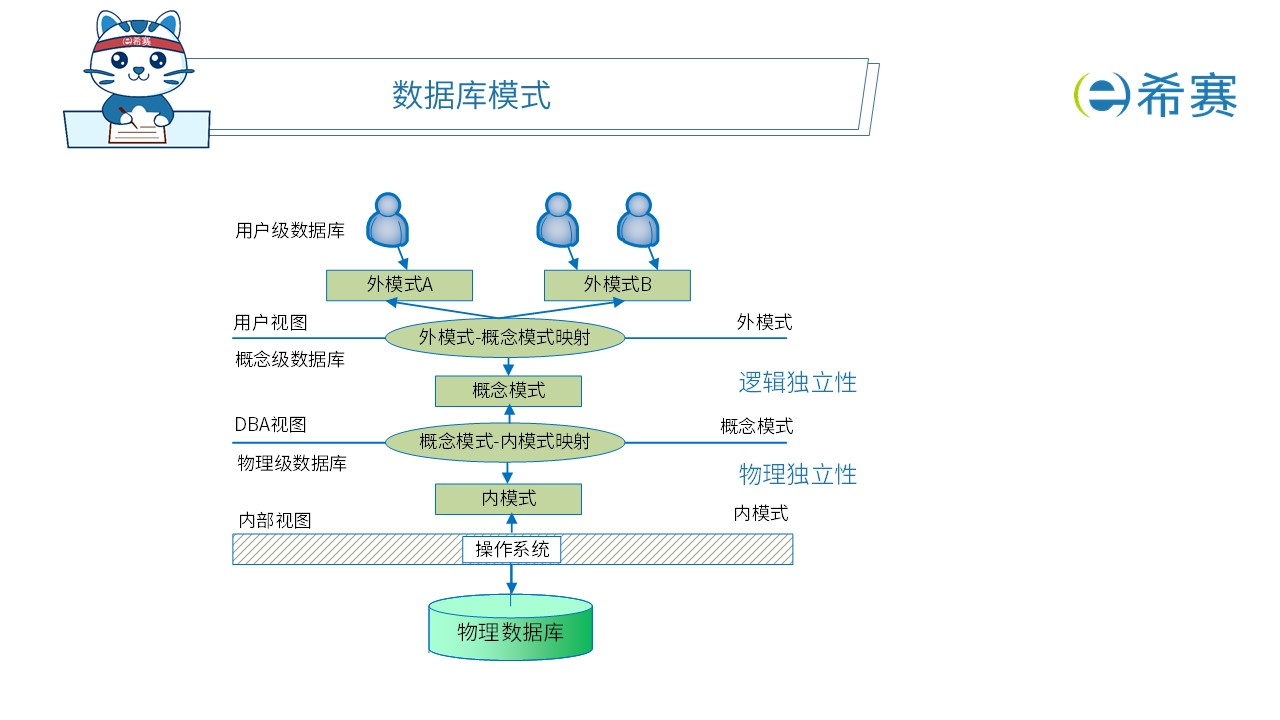 希赛
数据库模式
希赛
用户级数据库
外模式A
外模式B
用户视图
外模式
外模式-概念模式映射
概念级数据库
概念模式
逻辑独立性
DBA视图
概念模式
概念模式-内模式映射
物理级数据库
物理独立性
内模式
内部视图
内模式
操作系统
物理数据库